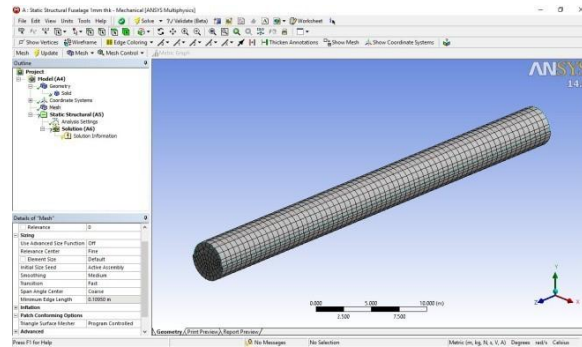 A : Static Structural Fuselage 1mm thk - Mechanical [ANSYS Multiphysics]
File Edit View Units Tools Help Solve ?/ Validate (Beta) Worksheet
Show Vertices Wireframe Edge Coloring Thicken Annotations Show Mesh Show Coordinate Systems
Mesh Update Mesh Mesh Control
Outline
Project
Model (A4)
Geometry
Solid
Coordinate Systems
Mesh
Static Structural (A5)
Analysis Settings
Solution (A6)
Solution Information
ANSYS
14.
Details of "Mesh"
Relevance 0
Sizing
Use Advanced Size Function Off
Relevance Center Fine
Element Size Default
Initial Size Seed Active Assembly
Smoothing Medium
Transition Fast
Span Angle Center Coarse
Minimum Edge Length
Inflation
Patch Conforming Options
Triangle Surface Mesher Program Controlled
Advanced
0.000 5.000 10.000 (m)
2.500 7.500
Y
Z X
Geometry Print Preview Report Preview
Press F1 for Help No Messages No Selection Metric (m, kg, N, s, V, A) Degrees rad/s Celsius